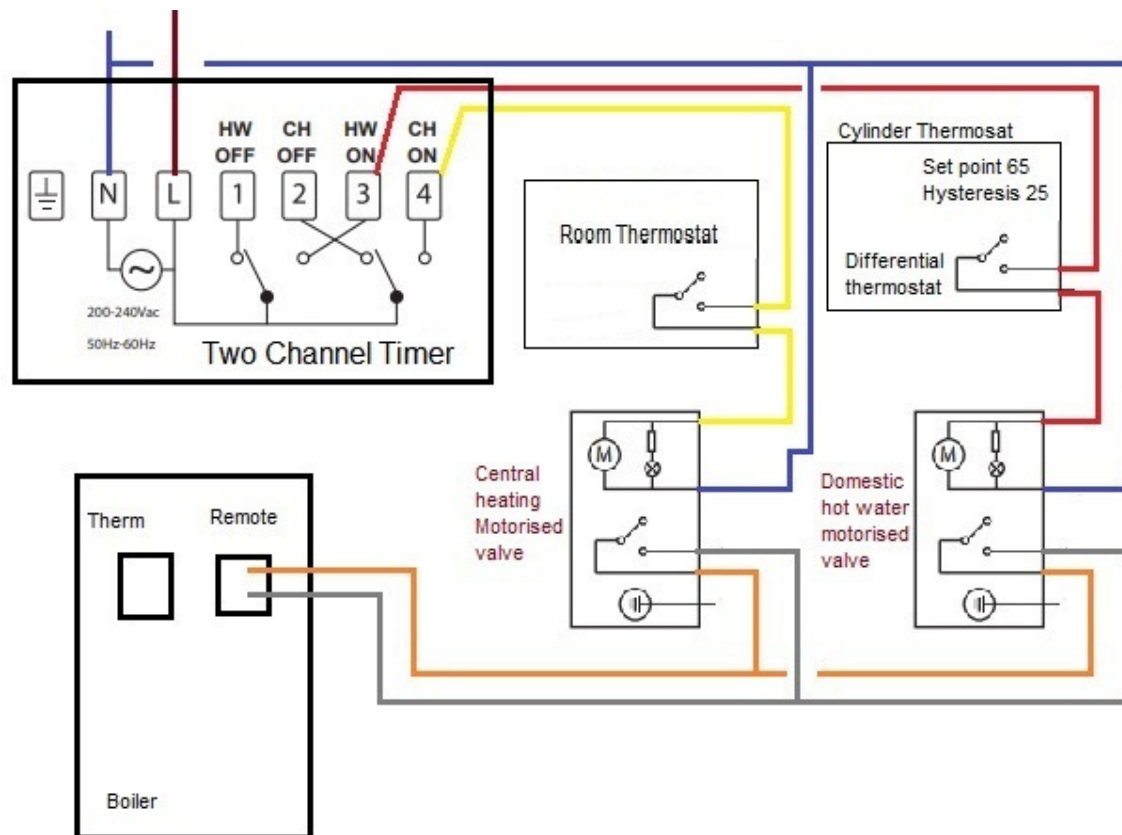 HW CH HW CH
OFF OFF ON ON
N L 1 2 3 4
200-240Vac
50Hz-60Hz
Two Channel Timer
Room Thermostat
Cylinder Thermosat
Set point 65
Hysteresis 25
Differential
thermostat
M
Central
heating
Motorised
valve
M
Domestic
hot water
motorised
valve
Therm
Remote
Boiler